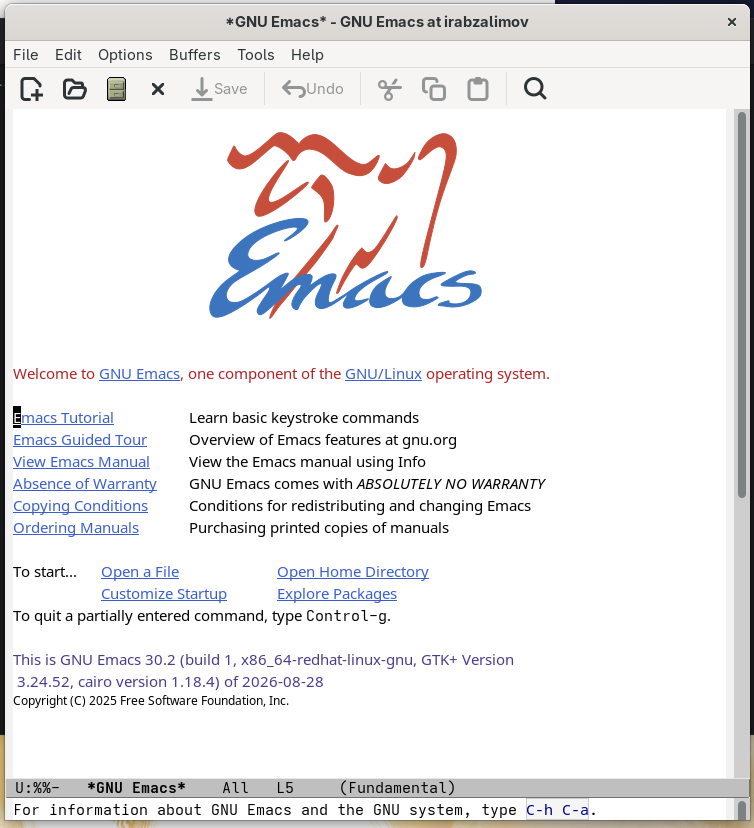 *GNU Emacs* - GNU Emacs at irabzalimov
File Edit Options Buffers Tools Help
Save Undo
Emacs
Welcome to GNU Emacs, one component of the GNU/Linux operating system.
Emacs Tutorial Learn basic keystroke commands
Emacs Guided Tour Overview of Emacs features at gnu.org
View Emacs Manual View the Emacs manual using Info
Absence of Warranty GNU Emacs comes with ABSOLUTELY NO WARRANTY
Copying Conditions Conditions for redistributing and changing Emacs
Ordering Manuals Purchasing printed copies of manuals
To start... Open a File Open Home Directory
Customize Startup Explore Packages
To quit a partially entered command, type Control-g.
This is GNU Emacs 30.2 (build 1, x86_64-redhat-linux-gnu, GTK+ Version
3.24.52, cairo version 1.18.4) of 2026-08-28
Copyright (C) 2025 Free Software Foundation, Inc.
U:%%- *GNU Emacs* All L5 (Fundamental)
For information about GNU Emacs and the GNU system, type C-h C-a.